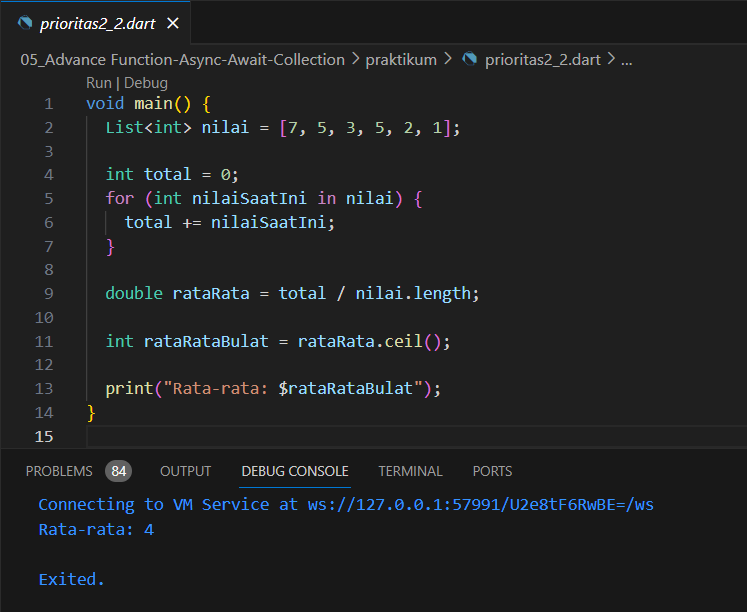 prioritas2_2.dart
05_Advance Function-Async-Await-Collection > praktikum > prioritas2_2.dart > ...
Run | Debug
1 void main() {
2 List<int> nilai = [7, 5, 3, 5, 2, 1];
3
4 int total = 0;
5 for (int nilaiSaatIni in nilai) {
6 total += nilaiSaatIni;
7 }
8
9 double rataRata = total / nilai.length;
10
11 int rataRataBulat = rataRata.ceil();
12
13 print("Rata-rata: $rataRataBulat");
14 }
15
PROBLEMS 84 OUTPUT DEBUG CONSOLE TERMINAL PORTS
Connecting to VM Service at ws://127.0.0.1:57991/U2e8tF6RwBE=/ws
Rata-rata: 4
Exited.